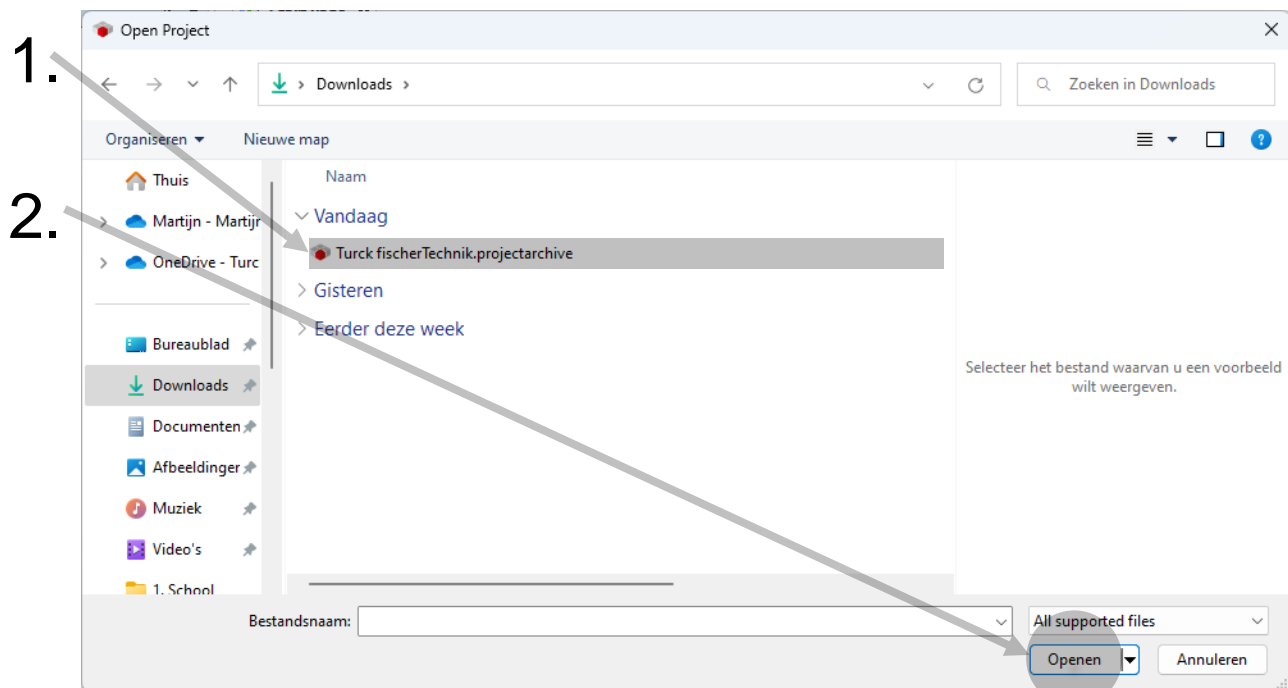 Open Project
1.
Downloads
Zoeken in Downloads
Organiseren
Nieuwe map
Thuis
Naam
2.
Martijn - Martijn
Vandaag
OneDrive - Turc
Turck fischerTechnik.projectarchive
Gisteren
Eerder deze week
Bureaublad
Downloads
Selecteer het bestand waarvan u een voorbeeld
wilt weergeven.
Documenten
Afbeeldinger
Muziek
Video's
1. School
Bestandsnaam:
All supported files
Openen
Annuleren